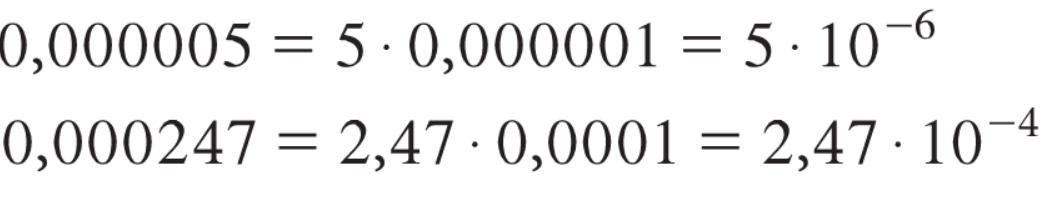 0,000005 = 5 · 0,000001 = 5 · 10⁻⁶
0,000247 = 2,47 · 0,0001 = 2,47 · 10⁻⁴